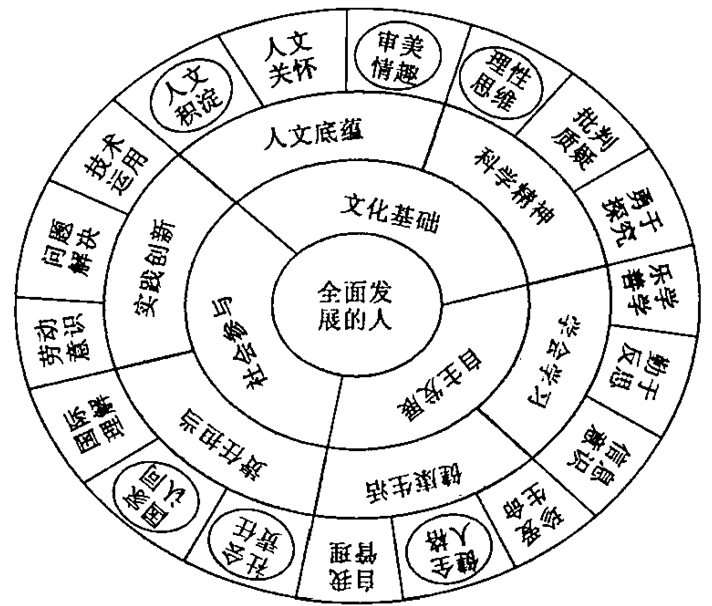 全面发
展的人
文化基础
自主发展
社会参与
人文底蕴
科学精神
学会学习
健康生活
责任担当
实践创新
人文
积淀
人文
关怀
审美
情趣
理性
思维
批判
质疑
勇于
探究
乐学
善学
勤于
反思
信息
意识
珍爱
生命
健全
人格
自我
管理
社会
责任
国家
认同
国际
理解
劳动
意识
问题
解决
技术
运用